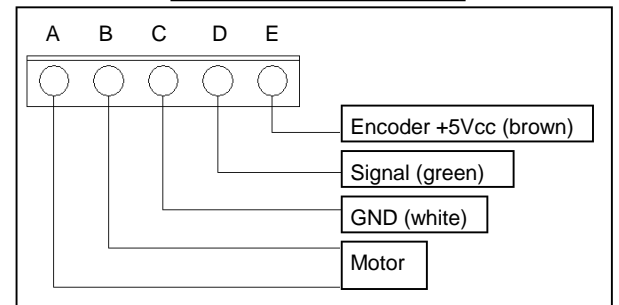 A B C D E
Encoder +5Vcc (brown)
Signal (green)
GND (white)
Motor